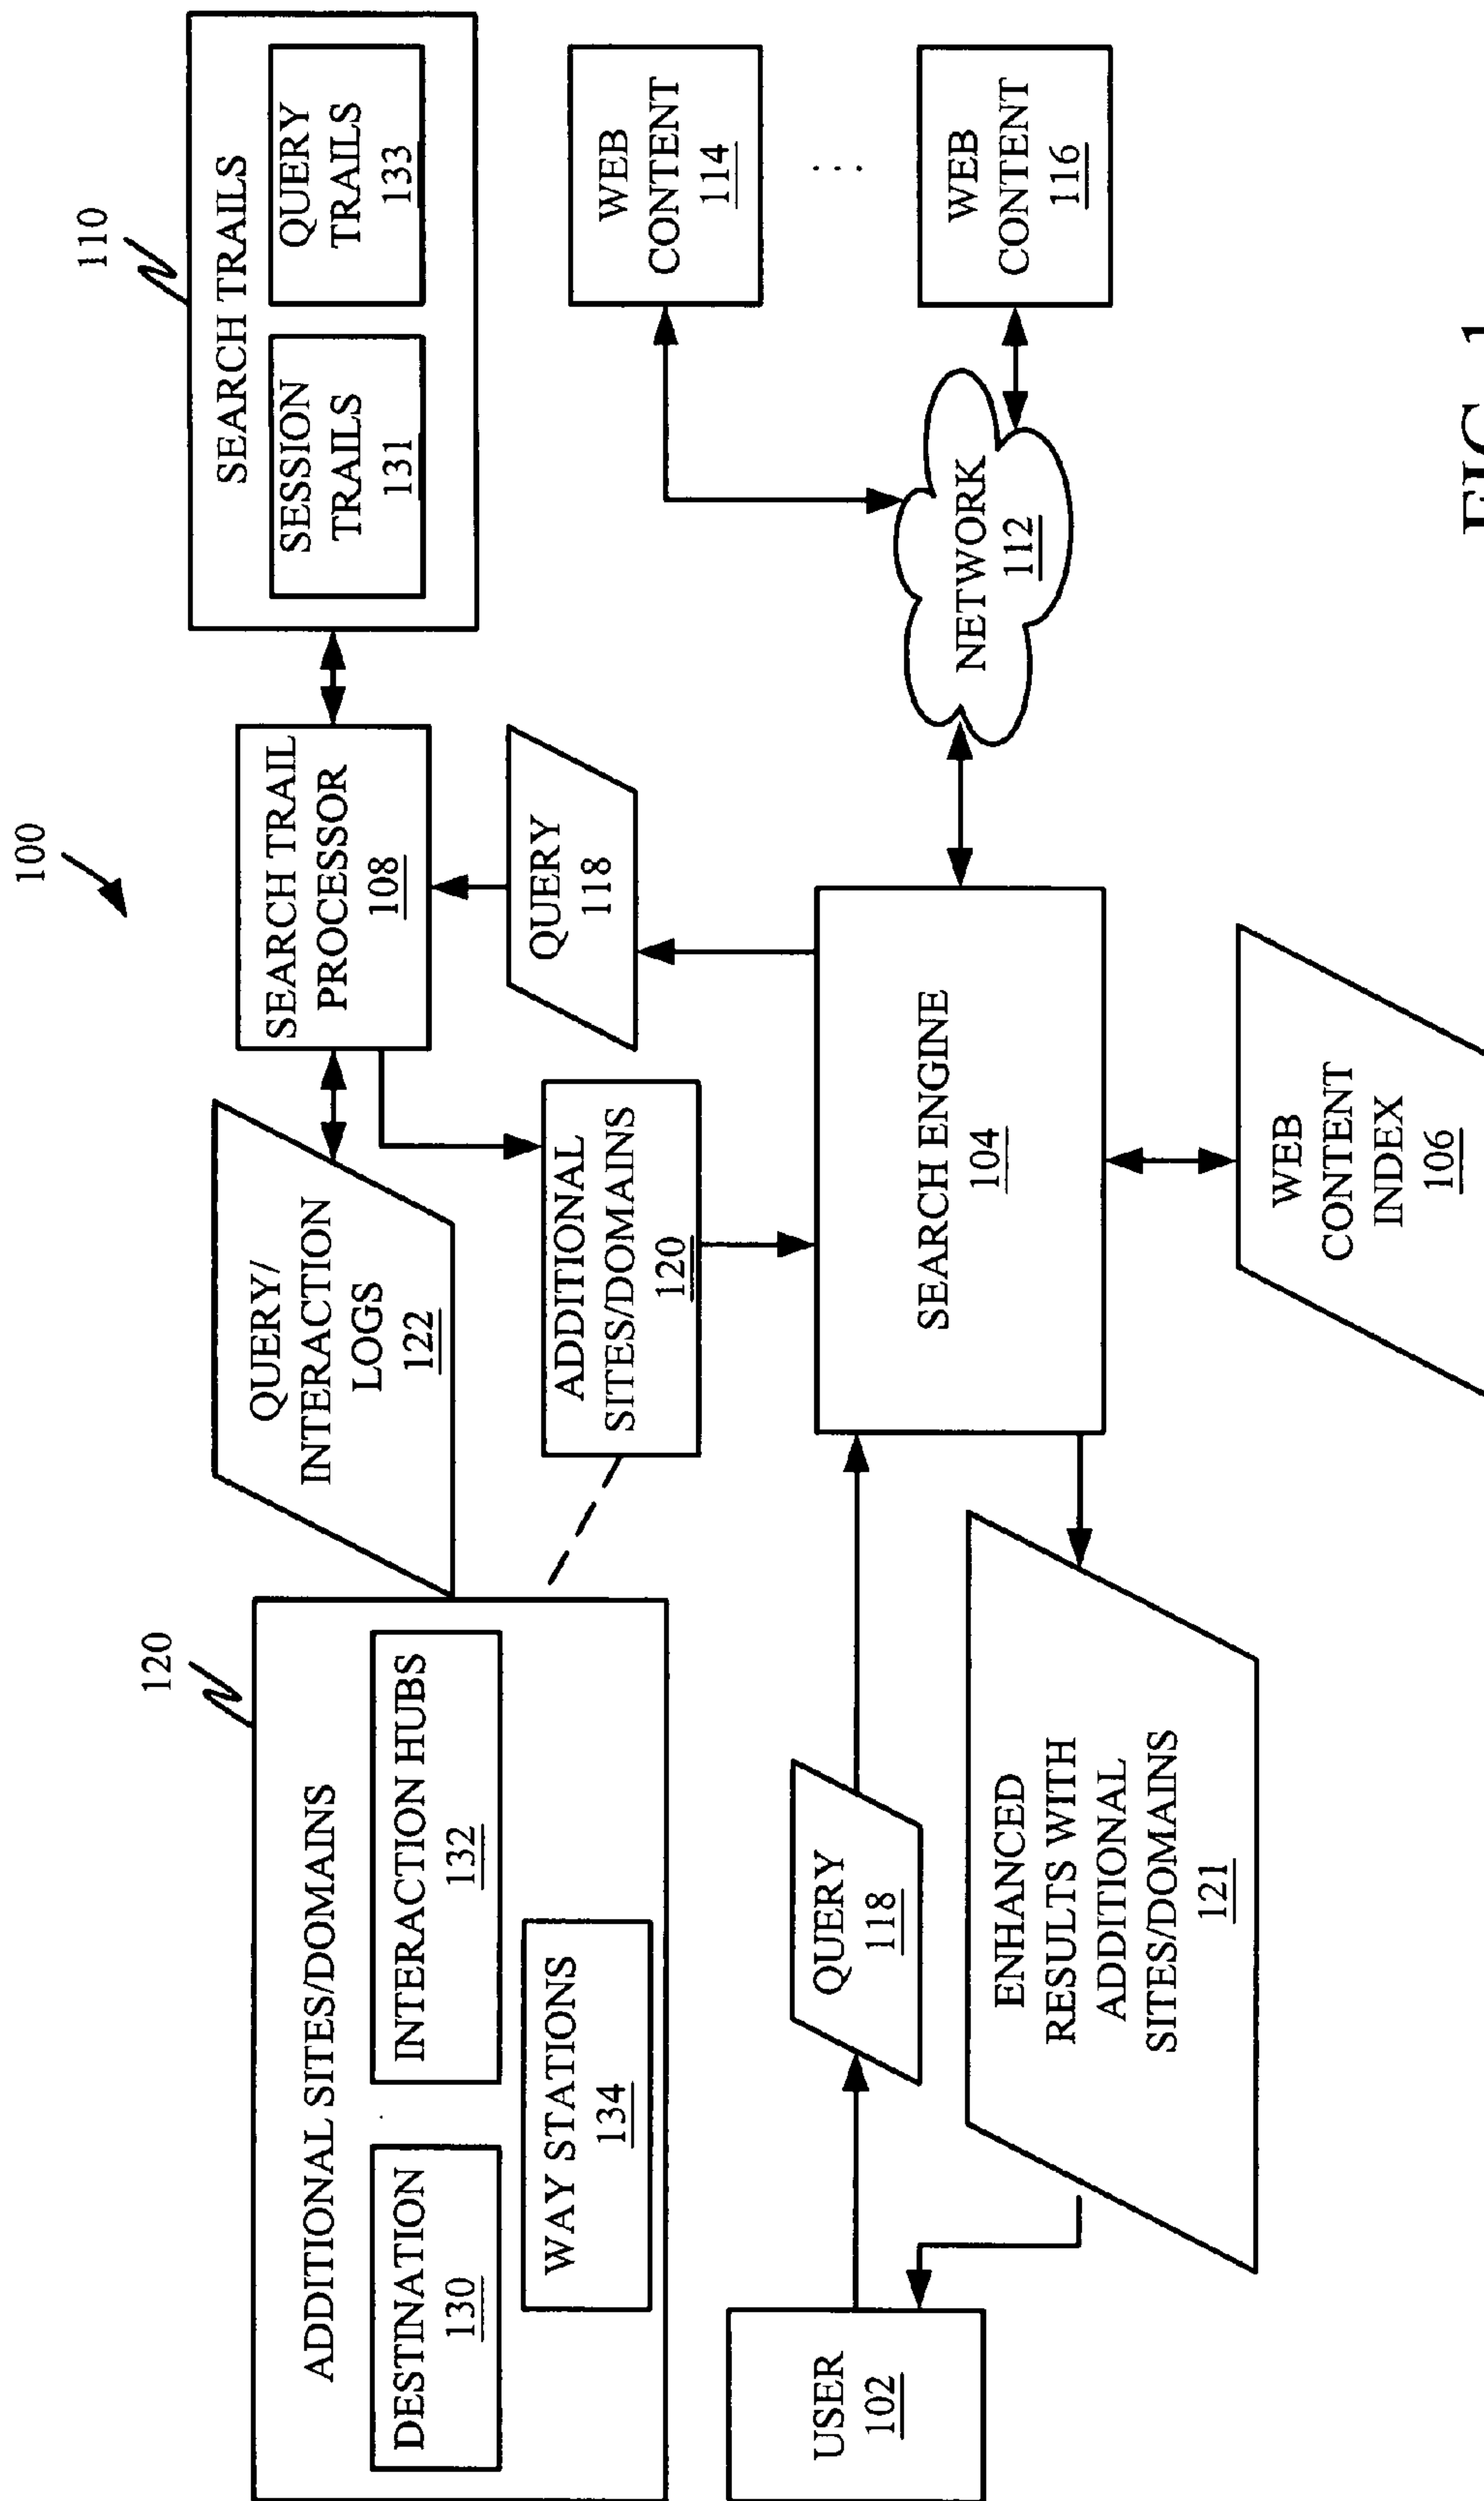 100
120
ADDITIONAL SITES/DOMAINS
DESTINATION
130
INTERACTION HUBS
132
WAY STATIONS
134
QUERY/
INTERACTION
LOGS
122
SEARCH TRAIL
PROCESSOR
108
110
SEARCH TRAILS
SESSION
TRAILS
131
QUERY
TRAILS
133
ADDITIONAL
SITES/DOMAINS
120
QUERY
118
WEB
CONTENT
114
USER
102
QUERY
118
SEARCH ENGINE
104
NETWORK
112
WEB
CONTENT
116
ENHANCED
RESULTS WITH
ADDITIONAL
SITES/DOMAINS
121
WEB
CONTENT
INDEX
106
FIG. 1